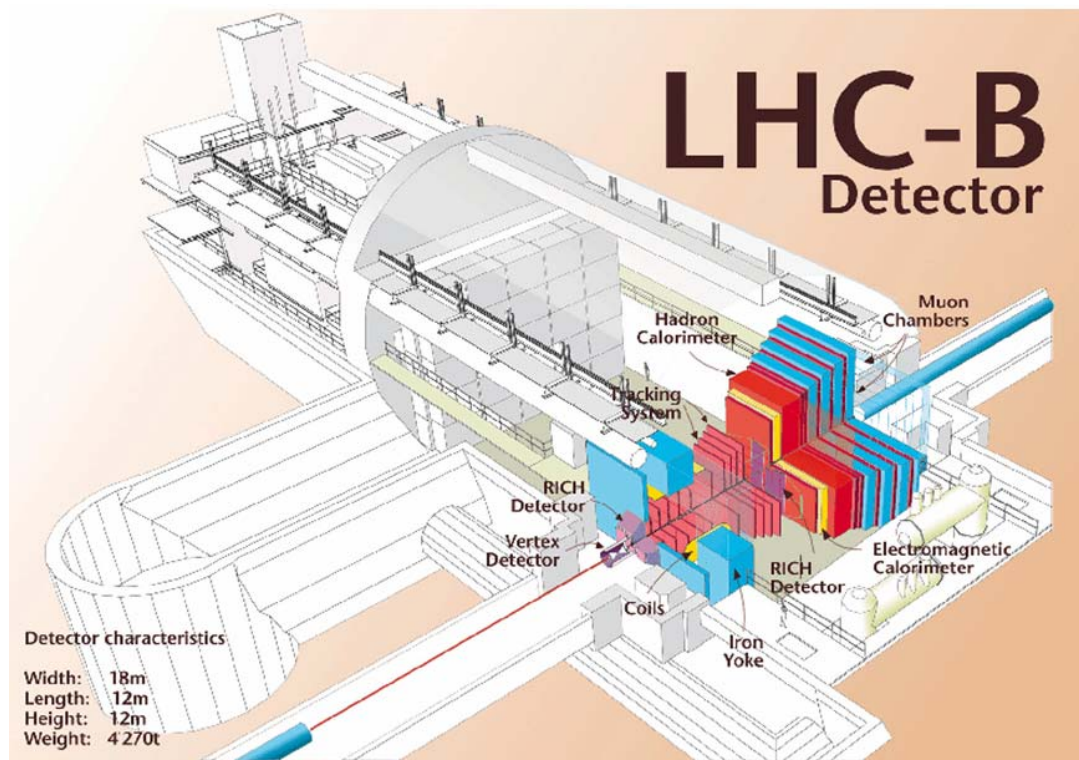 LHC-B
Detector
Muon
Chambers
Hadron
Calorimeter
Tracking
System
RICH
Detector
Vertex
Detector
Coils
Iron
Yoke
RICH
Detector
Electromagnetic
Calorimeter
Detector characteristics
Width: 18m
Length: 12m
Height: 12m
Weight: 4'270t